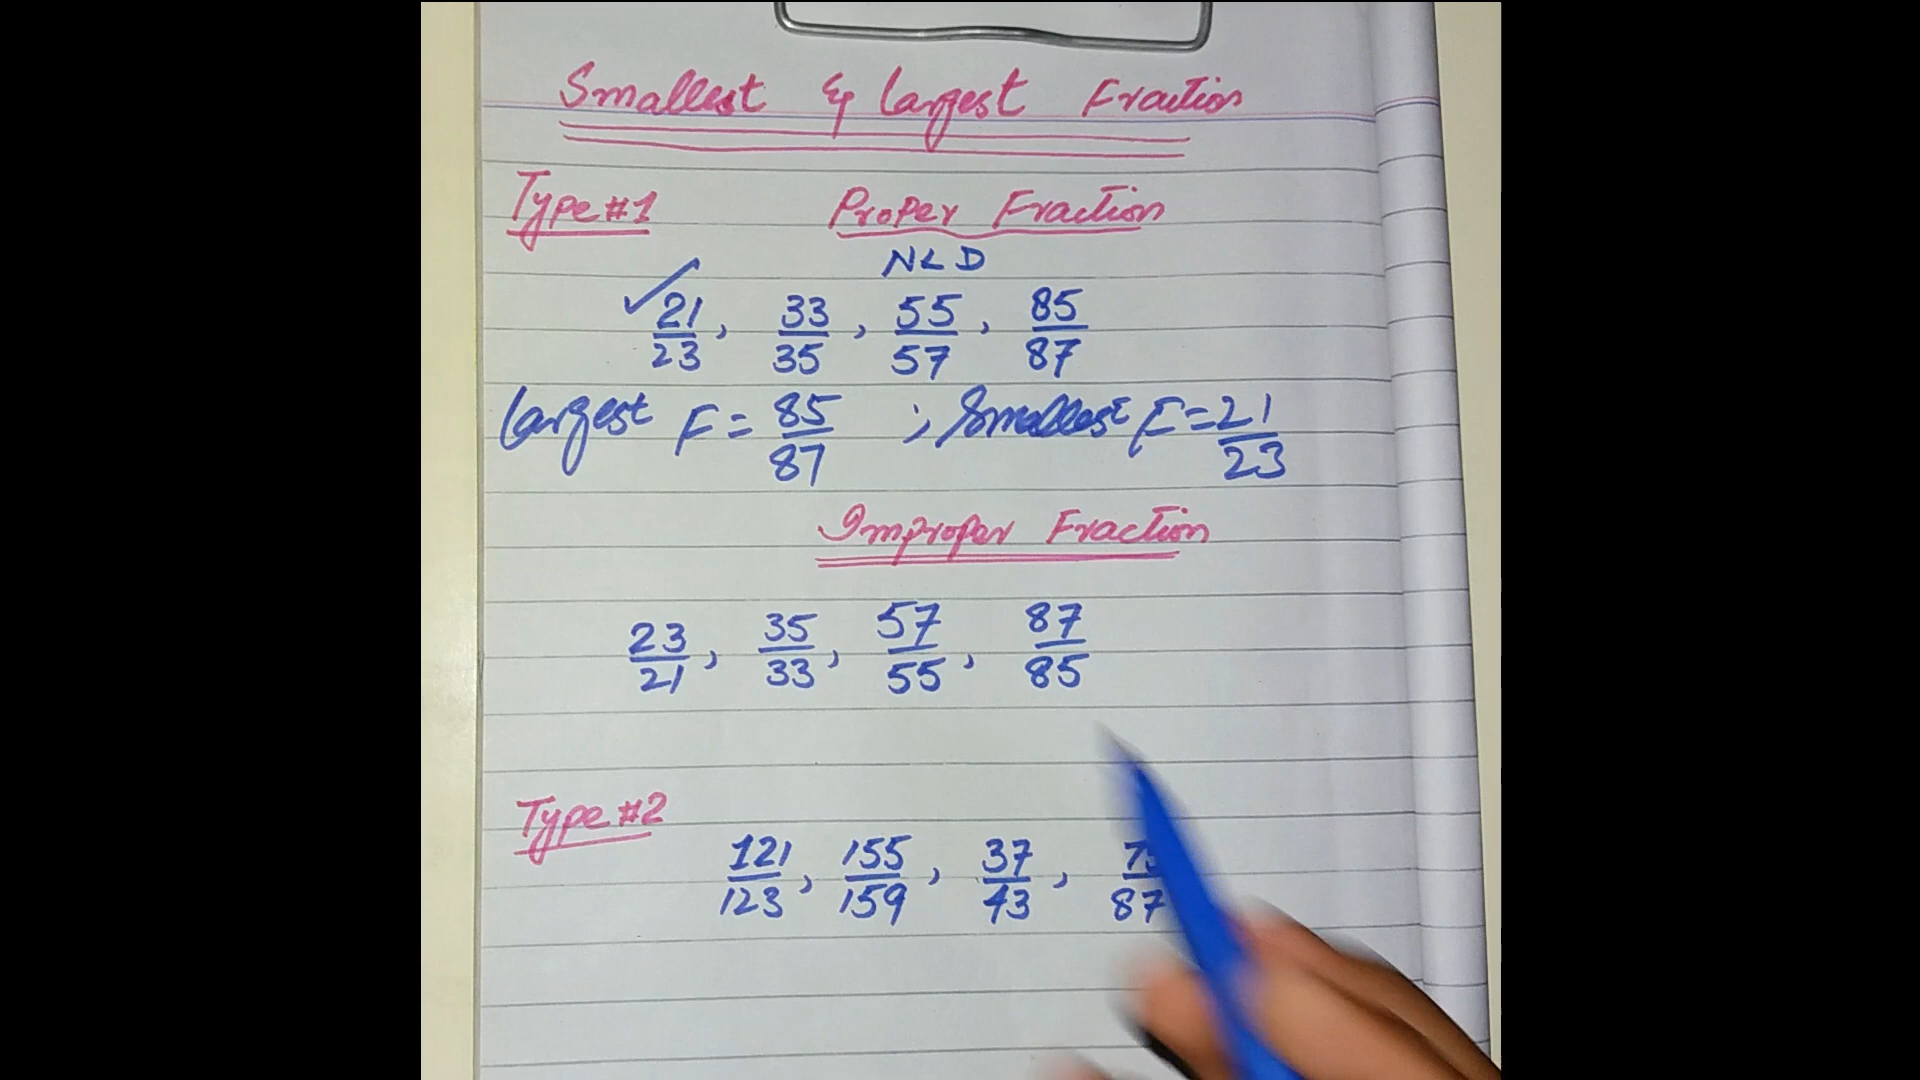 Smallest & Largest Fraction
Type #1 Proper Fraction
N < D
21/23, 33/35, 55/57, 85/87
Largest F = 85/87 ; Smallest F = 21/23
Improper Fraction
23/21, 35/33, 57/55, 87/85
Type #2
121/123, 155/159, 37/43, /87